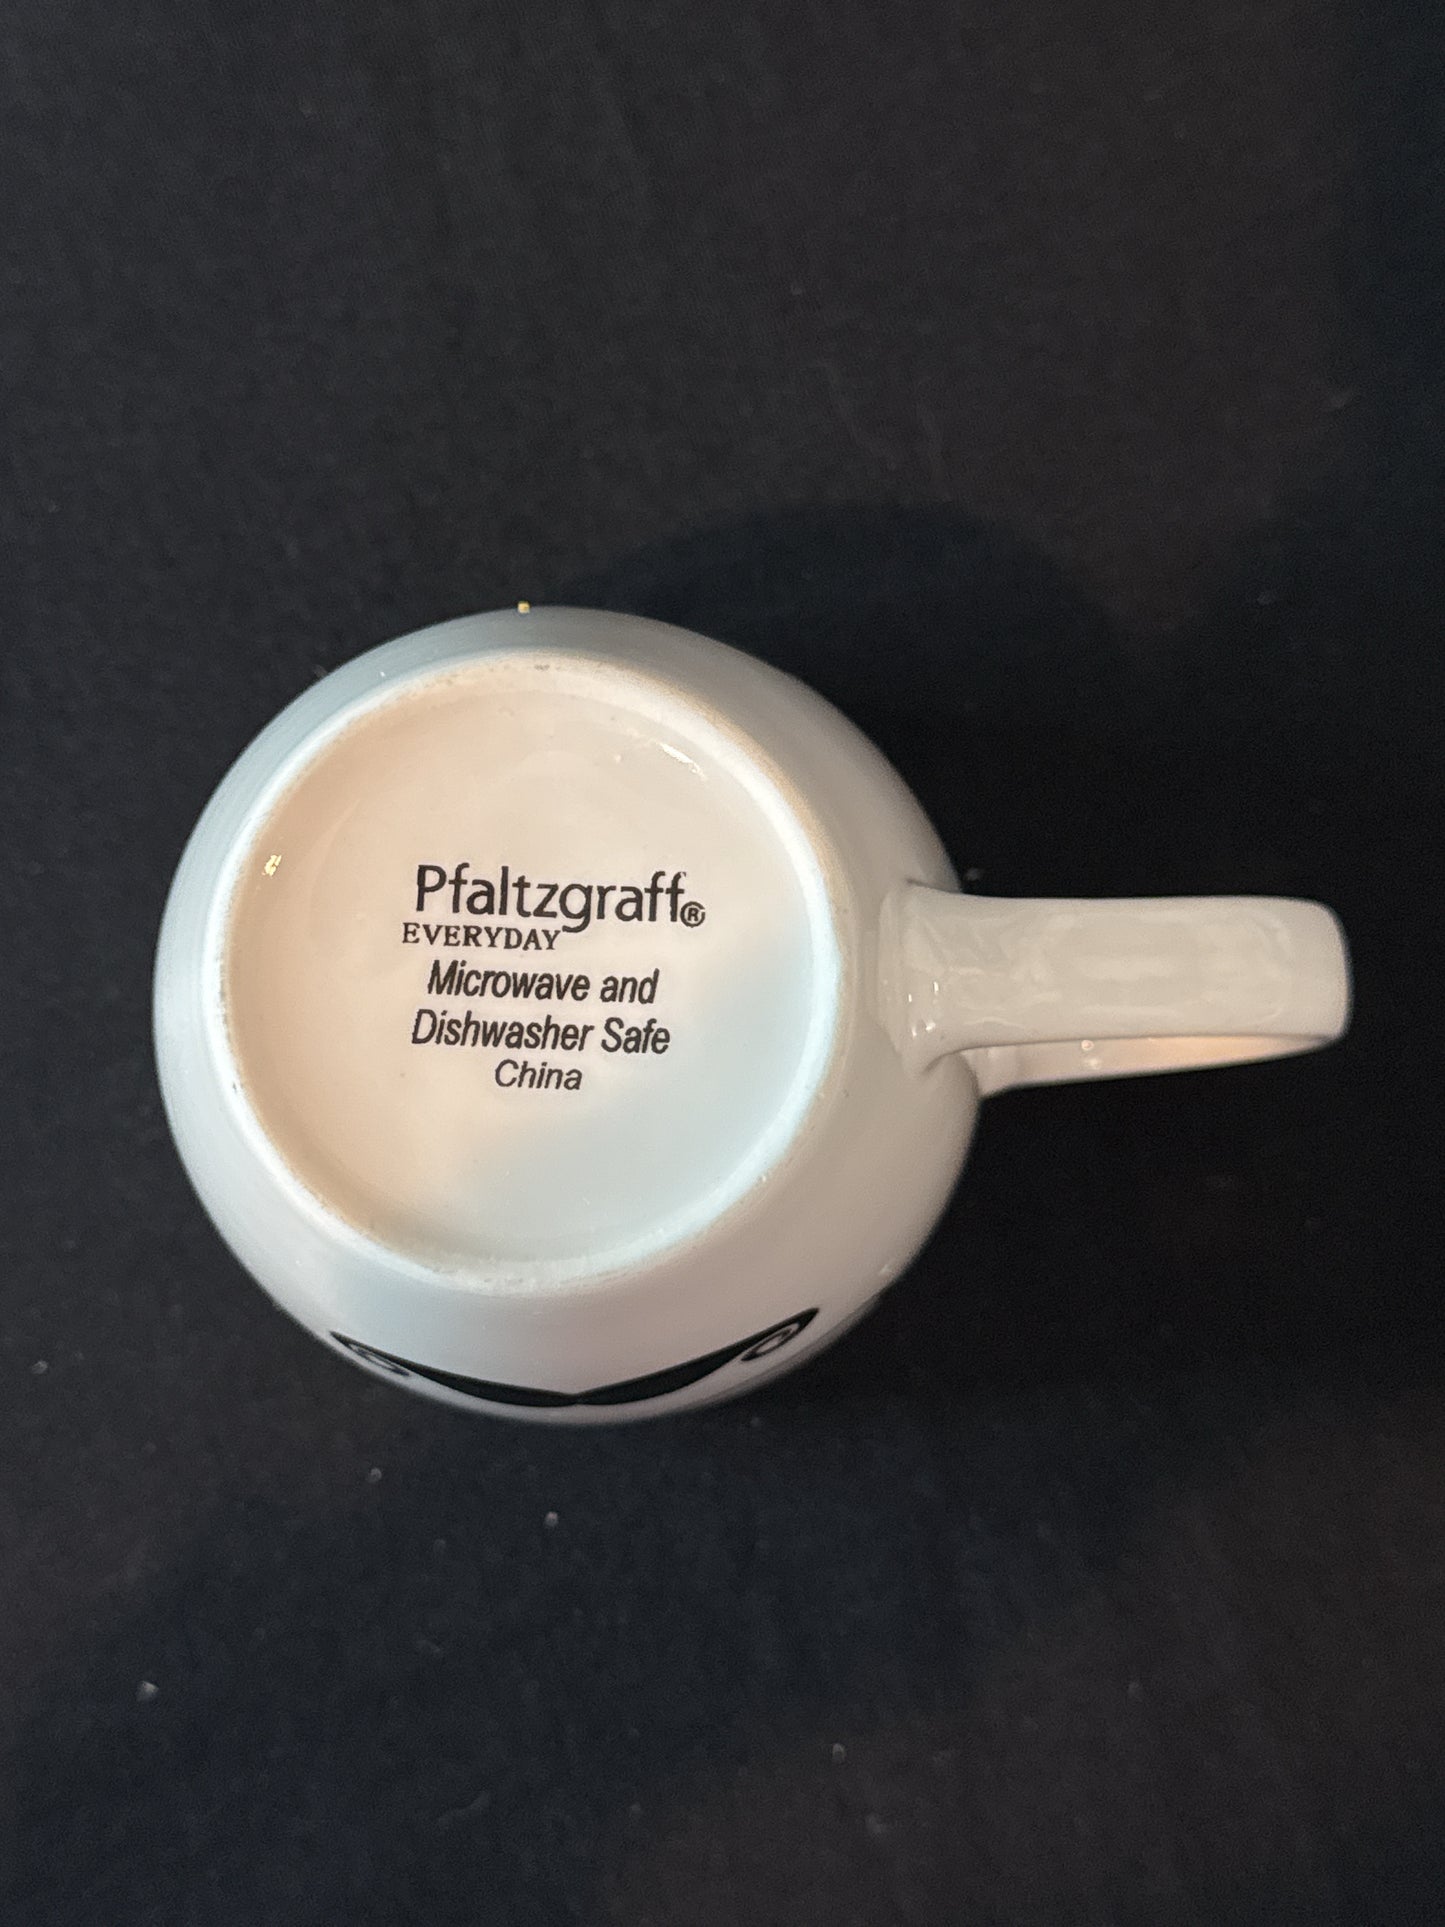 Pfaltzgraff®
EVERYDAY
Microwave and
Dishwasher Safe
China